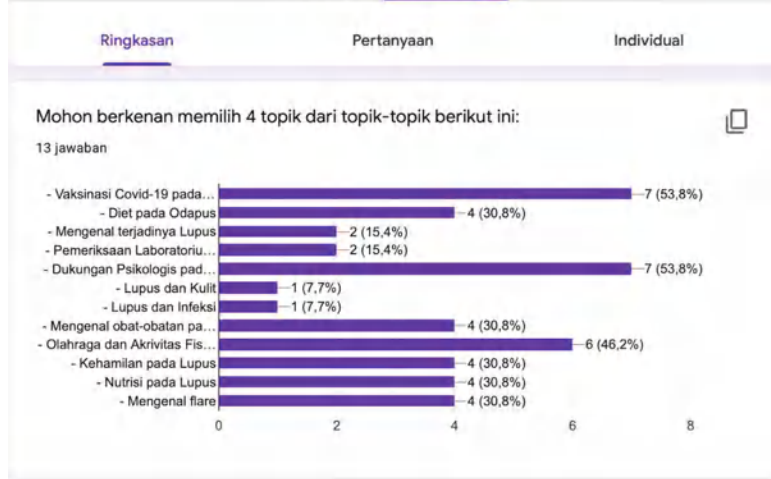 Ringkasan Pertanyaan Individual
Mohon berkenan memilih 4 topik dari topik-topik berikut ini:
13 jawaban
- Vaksinasi Covid-19 pada... 7 (53,8%)
- Diet pada Odapus 4 (30,8%)
- Mengenal terjadinya Lupus 2 (15,4%)
- Pemeriksaan Laboratoriu... 2 (15,4%)
- Dukungan Psikologis pad... 7 (53,8%)
- Lupus dan Kulit 1 (7,7%)
- Lupus dan Infeksi 1 (7,7%)
- Mengenal obat-obatan pa... 4 (30,8%)
- Olahraga dan Akrivitas Fis... 6 (46,2%)
- Kehamilan pada Lupus 4 (30,8%)
- Nutrisi pada Lupus 4 (30,8%)
- Mengenal flare 4 (30,8%)
0 2 4 6 8